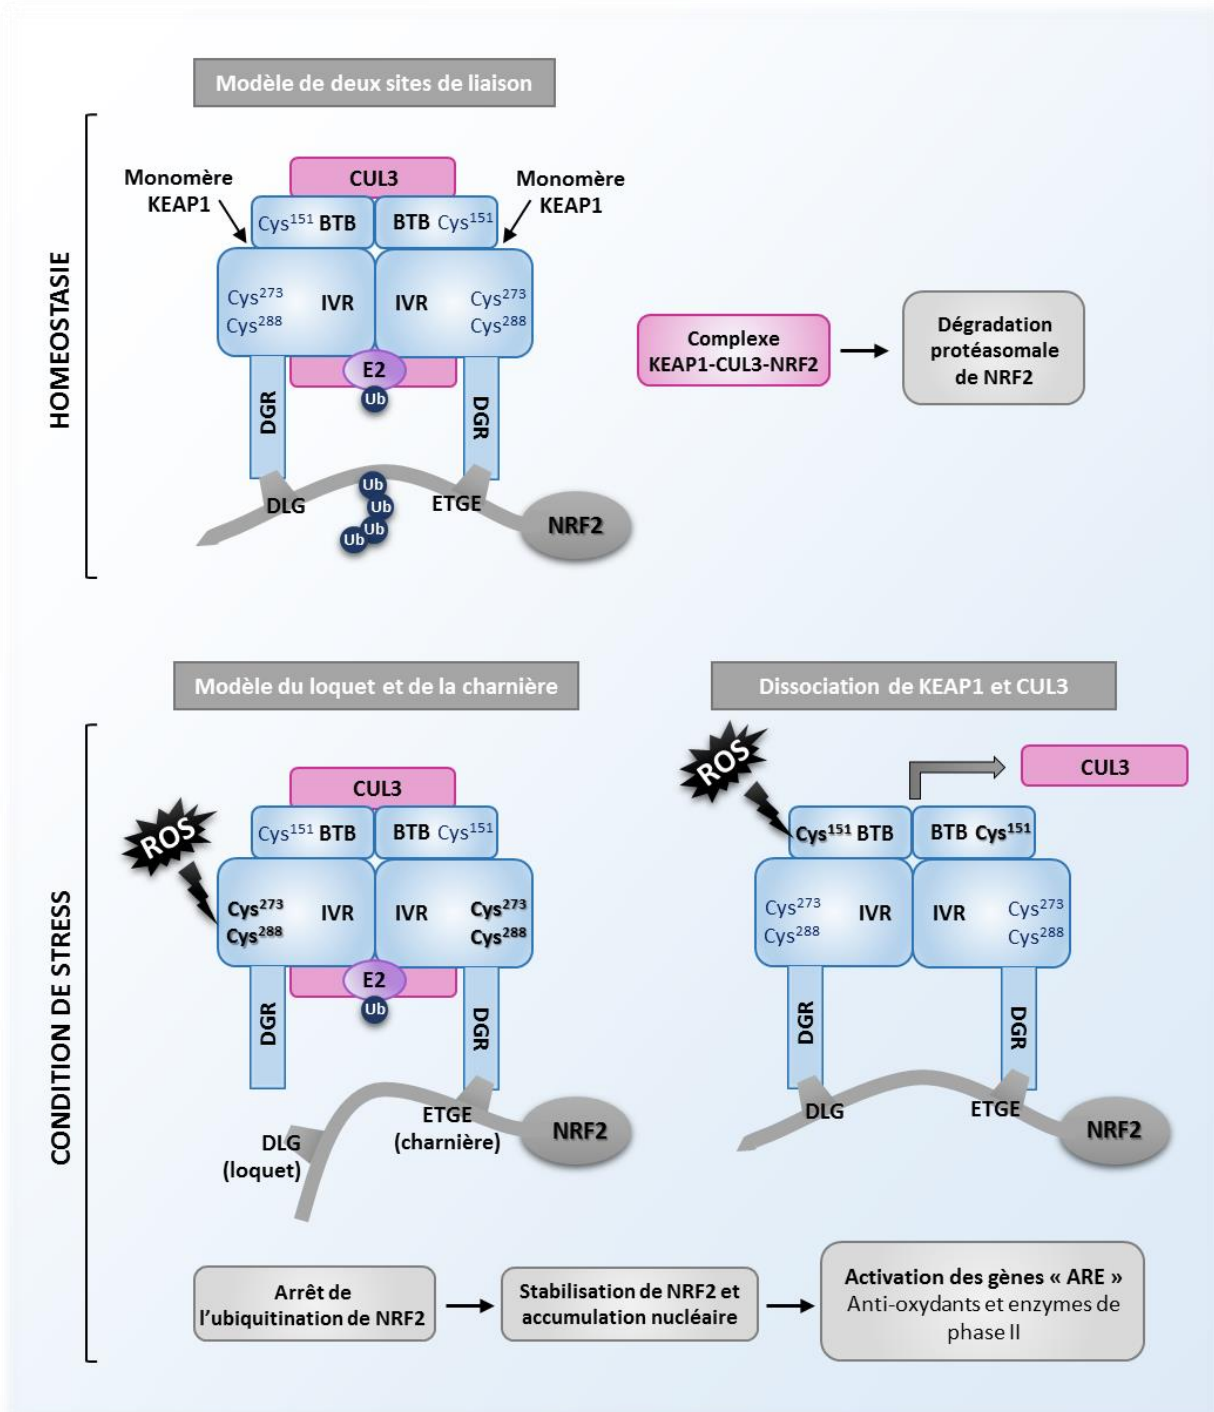 Modèle de deux sites de liaison
HOMEOSTASIE
Monomère
KEAP1
CUL3
Monomère
KEAP1
Cys151 BTB
BTB Cys151
Cys273
Cys288
IVR
IVR
Cys273
Cys288
E2
Ub
DGR
DGR
DLG
Ub
Ub
Ub
Ub
ETGE
NRF2
Complexe
KEAP1-CUL3-NRF2
Dégradation
protéasomale
de NRF2
Modèle du loquet et de la charnière
Dissociation de KEAP1 et CUL3
CONDITION DE STRESS
ROS
CUL3
Cys151 BTB
BTB Cys151
Cys273
Cys288
IVR
IVR
Cys273
Cys288
E2
Ub
DGR
DGR
DLG
(loquet)
ETGE
(charnière)
NRF2
ROS
CUL3
Cys151 BTB
BTB Cys151
Cys273
Cys288
IVR
IVR
Cys273
Cys288
DGR
DGR
DLG
ETGE
NRF2
Arrêt de
l'ubiquitination de NRF2
Stabilisation de NRF2 et
accumulation nucléaire
Activation des gènes « ARE »
Anti-oxydants et enzymes de
phase II